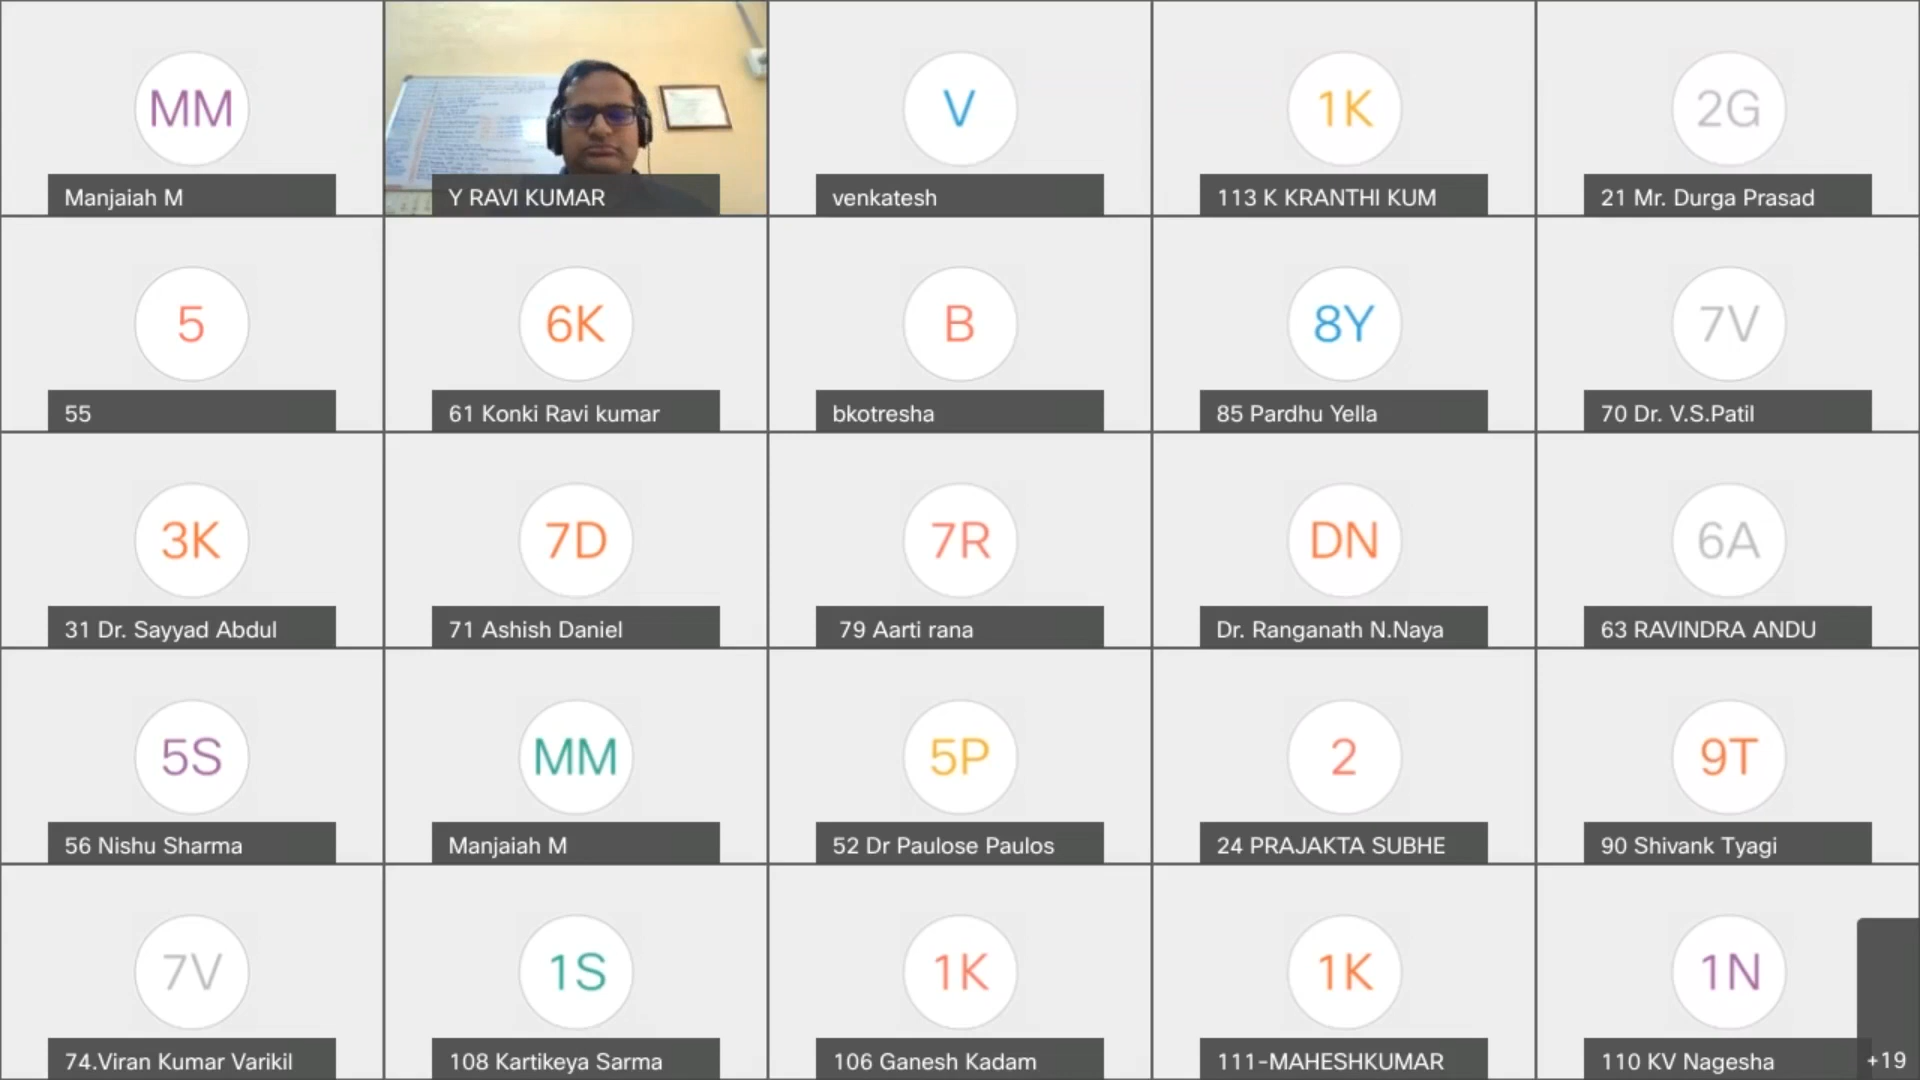 MM
Manjaiah M
Y RAVI KUMAR
V
venkatesh
1K
113 K KRANTHI KUM
2G
21 Mr. Durga Prasad
5
55
6K
61 Konki Ravi kumar
B
bkotresha
8Y
85 Pardhu Yella
7V
70 Dr. V.S.Patil
3K
31 Dr. Sayyad Abdul
7D
71 Ashish Daniel
7R
79 Aarti rana
DN
Dr. Ranganath N.Naya
6A
63 RAVINDRA ANDU
5S
56 Nishu Sharma
MM
Manjaiah M
5P
52 Dr Paulose Paulos
2
24 PRAJAKTA SUBHE
9T
90 Shivank Tyagi
7V
74.Viran Kumar Varikil
1S
108 Kartikeya Sarma
1K
106 Ganesh Kadam
1K
111-MAHESHKUMAR
1N
110 KV Nagesha
+19